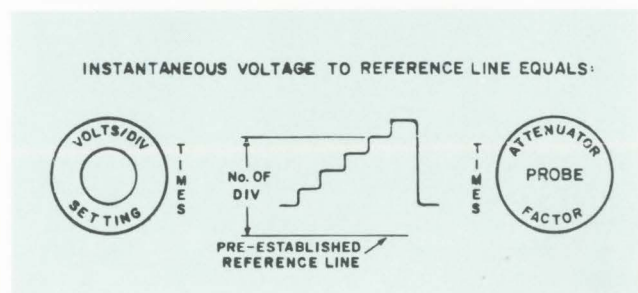 INSTANTANEOUS VOLTAGE TO REFERENCE LINE EQUALS:
VOLTS/DIV
SETTING
TIMES
No. OF
DIV
PRE-ESTABLISHED
REFERENCE LINE
TIMES
ATTENUATOR
PROBE
FACTOR